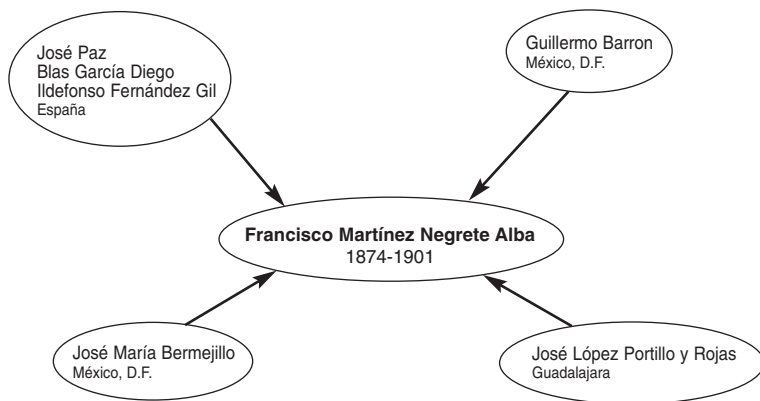 José Paz
Blas García Diego
Ildefonso Fernández Gil
España
Guillermo Barron
México, D.F.
Francisco Martínez Negrete Alba
1874-1901
José María Bermejillo
México, D.F.
José López Portillo y Rojas
Guadalajara